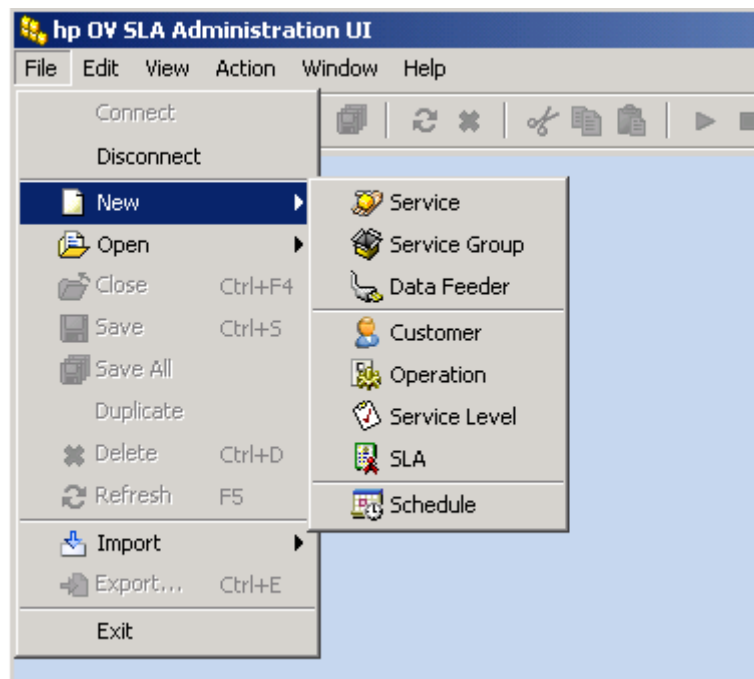 hp OV SLA Administration UI
File Edit View Action Window Help
Connect
Disconnect
New
Open
Close Ctrl+F4
Save Ctrl+S
Save All
Duplicate
Delete Ctrl+D
Refresh F5
Import
Export... Ctrl+E
Exit
Service
Service Group
Data Feeder
Customer
Operation
Service Level
SLA
Schedule